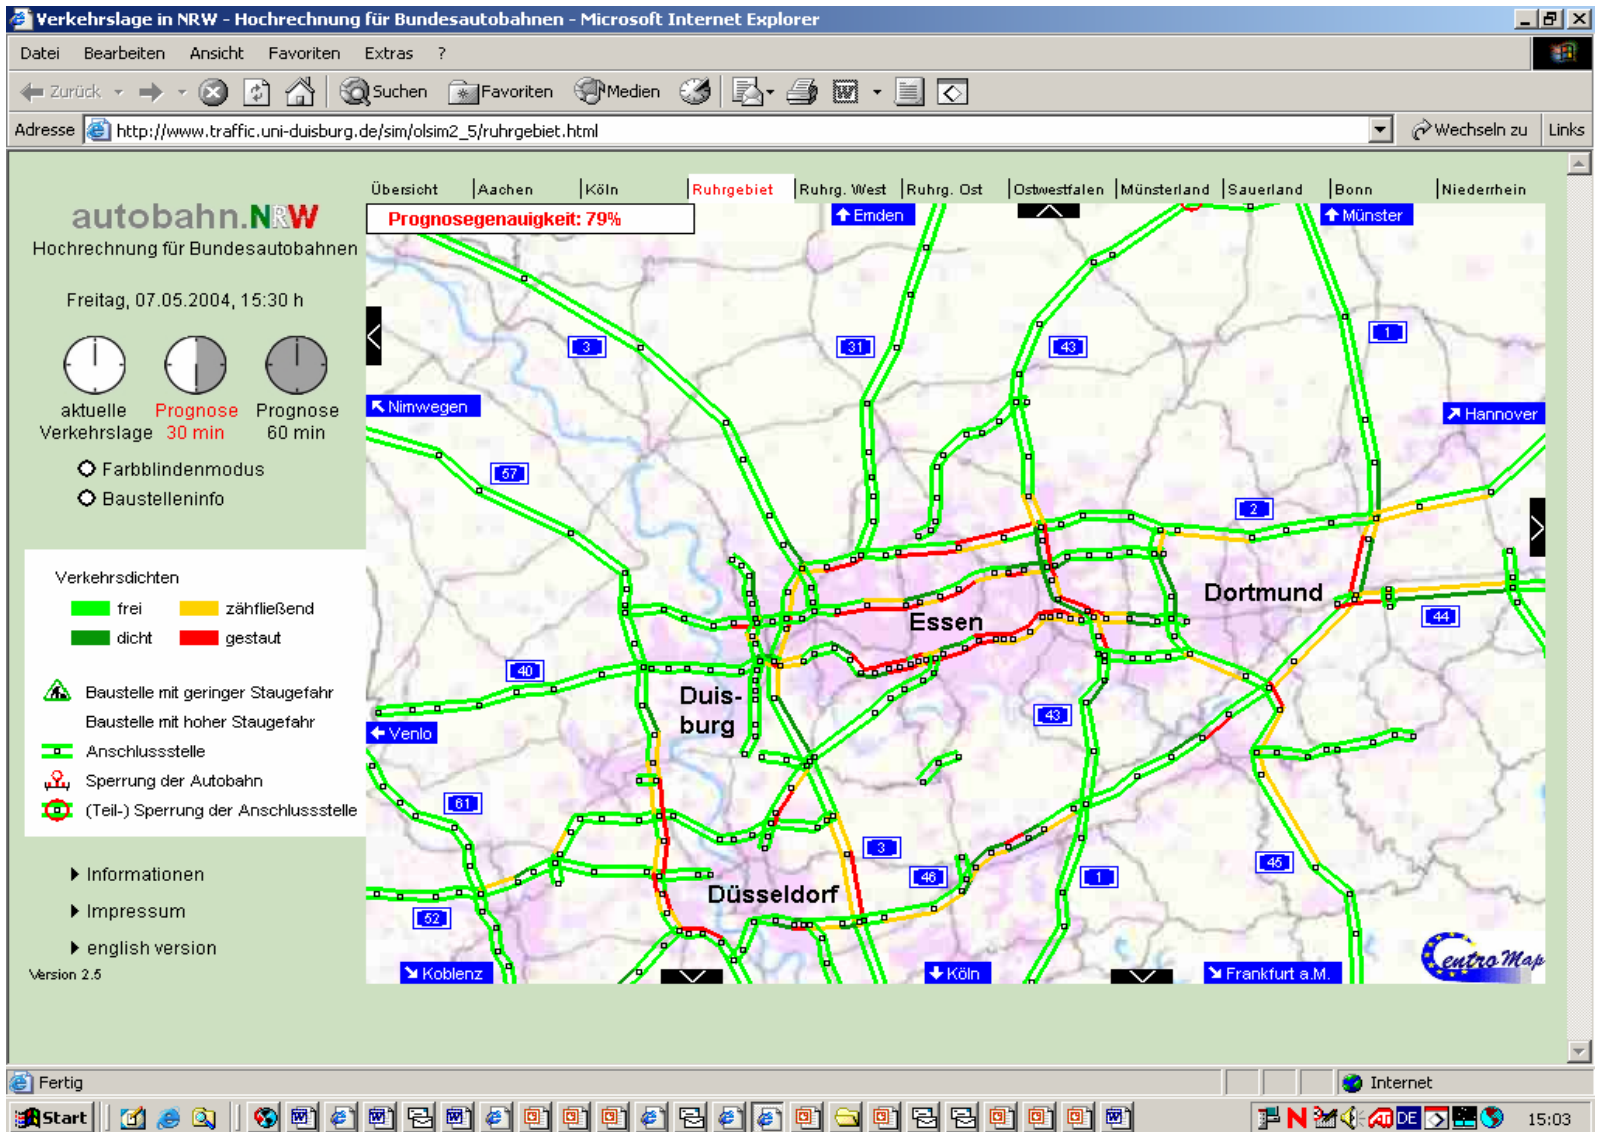 Verkehrslage in NRW - Hochrechnung für Bundesautobahnen - Microsoft Internet Explorer
Datei Bearbeiten Ansicht Favoriten Extras ?
Zurück Suchen Favoriten Medien
Adresse http://www.traffic.uni-duisburg.de/sim/olsim2_5/ruhrgebiet.html Wechseln zu Links
Übersicht Aachen Köln Ruhrgebiet Ruhrg. West Ruhrg. Ost Ostwestfalen Münsterland Sauerland Bonn Niederrhein
autobahn.NRW
Hochrechnung für Bundesautobahnen
Freitag, 07.05.2004, 15:30 h
aktuelle Verkehrslage
Prognose 30 min
Prognose 60 min
Farbblindenmodus
Baustelleninfo
Verkehrsdichten
frei zähfließend
dicht gestaut
Baustelle mit geringer Staugefahr
Baustelle mit hoher Staugefahr
Anschlussstelle
Sperrung der Autobahn
(Teil-) Sperrung der Anschlussstelle
Informationen
Impressum
english version
Version 2.5
Prognosegenauigkeit: 79%
Emden
Münster
3
31
43
1
Nimwegen
Hannover
57
2
Dortmund
Essen
44
40
Duis-
burg
43
Venlo
61
3
46
1
45
Düsseldorf
52
Koblenz
Köln
Frankfurt a.M.
Centro Map
Fertig
Internet
Start
DE
15:03